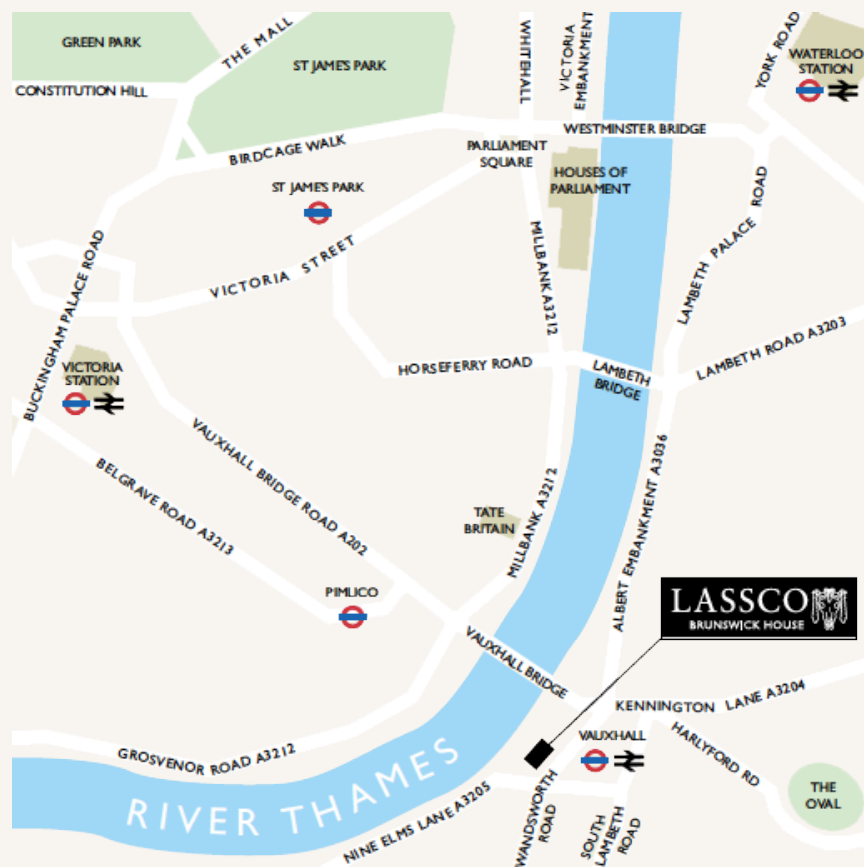 GREEN PARK
THE MALL
ST JAME'S PARK
WHITEHALL
VICTORIA
EMBANKMENT
YORK ROAD
WATERLOO
STATION
CONSTITUTION HILL
BIRDCAGE WALK
PARLIAMENT
SQUARE
WESTMINSTER BRIDGE
HOUSES OF
PARLIAMENT
ST JAME'S PARK
LAMBETH PALACE ROAD
VICTORIA STREET
MILLBANK A3212
BUCKINGHAM PALACE ROAD
VICTORIA
STATION
HORSEFERRY ROAD
LAMBETH
BRIDGE
LAMBETH ROAD A3203
VAUXHALL BRIDGE ROAD A202
BELGRAVE ROAD A3213
TATE
BRITAIN
MILLBANK A3212
ALBERT EMBANKMENT A3036
PIMLICO
LASSCO
BRUNSWICK HOUSE
VAUXHALL BRIDGE
KENNINGTON LANE A3204
GROSVENOR ROAD A3212
RIVER THAMES
VAUXHALL
HARLYFORD RD
THE
OVAL
NINE ELMS LANE A3205
WANDSWORTH
ROAD
SOUTH
LAMBETH
ROAD